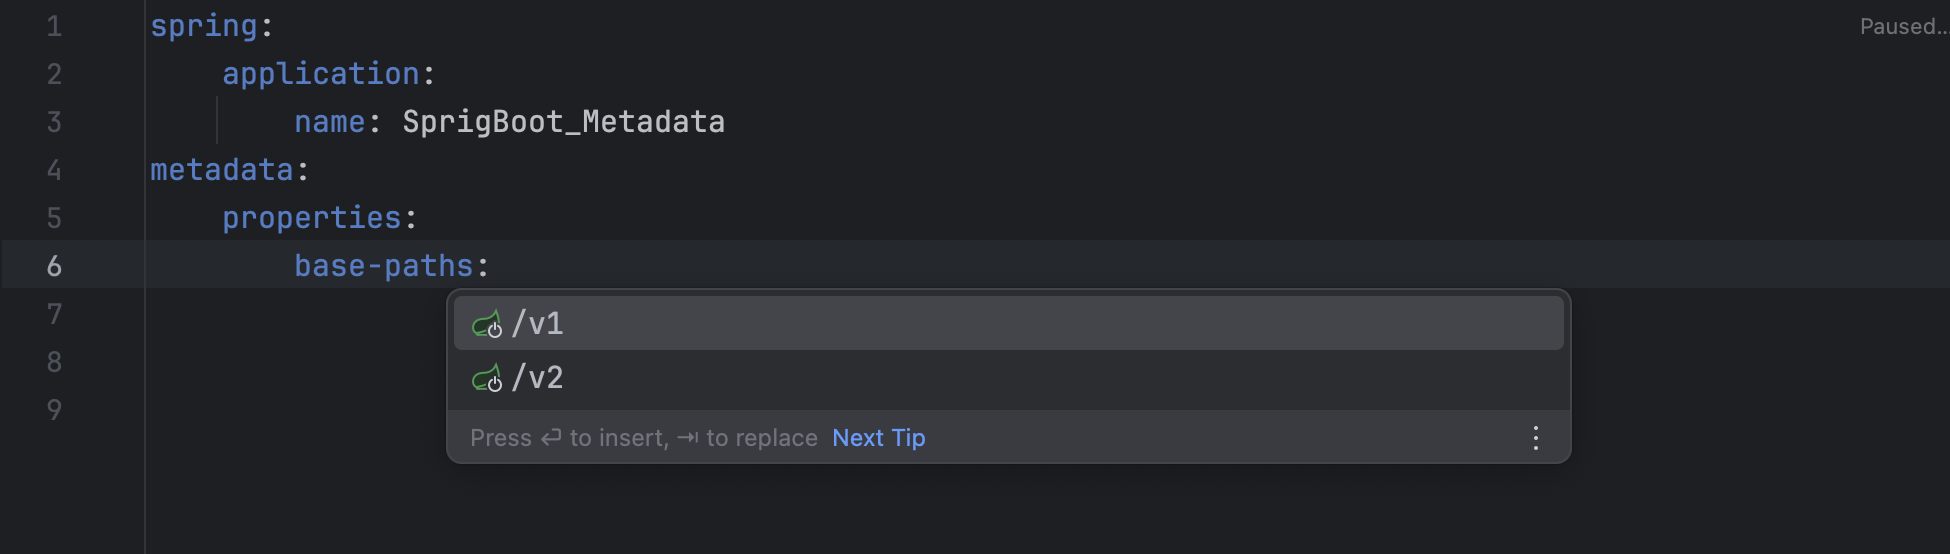 1 spring:
Paused...
2 application:
3 name: SprigBoot_Metadata
4 metadata:
5 properties:
6 base-paths:
7
/v1
8
/v2
9
Press ↵ to insert, ⇥ to replace Next Tip